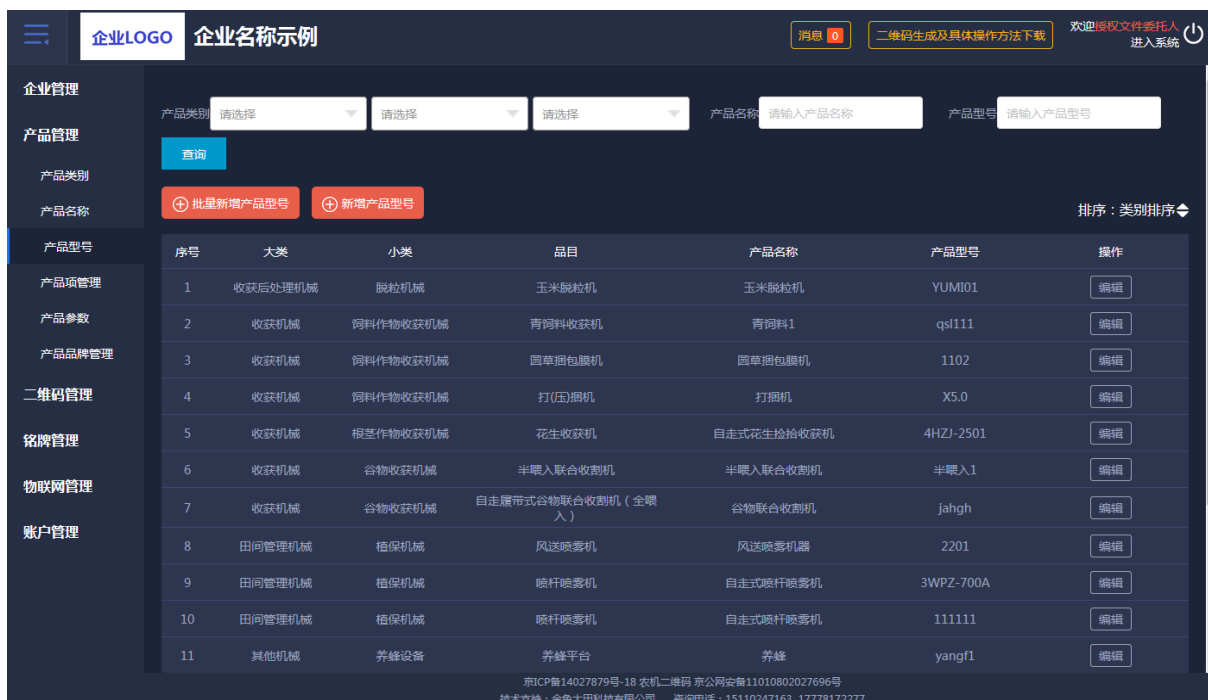 企业LOGO 企业名称示例 消息 0 二维码生成及具体操作方法下载 欢迎授权文件委托人
进入系统
企业管理
产品管理
产品类别
产品名称
产品型号
产品项管理
产品参数
产品品牌管理
二维码管理
铭牌管理
物联网管理
账户管理
产品类别 请选择 请选择 请选择 产品名称 请输入产品名称 产品型号 请输入产品型号
查询
批量新增产品型号 新增产品型号
排序：类别排序
序号 大类 小类 品目 产品名称 产品型号 操作
1 收获后处理机械 脱粒机械 玉米脱粒机 玉米脱粒机 YUMI01 编辑
2 收获机械 饲料作物收获机械 青饲料收获机 青饲料1 qsl111 编辑
3 收获机械 饲料作物收获机械 圆草捆包膜机 圆草捆包膜机 1102 编辑
4 收获机械 饲料作物收获机械 打(压)捆机 打捆机 X5.0 编辑
5 收获机械 根茎作物收获机械 花生收获机 自走式花生捡拾收获机 4HZJ-2501 编辑
6 收获机械 谷物收获机械 半喂入联合收割机 半喂入联合收割机 半喂入1 编辑
7 收获机械 谷物收获机械 自走履带式谷物联合收割机（全喂
入） 谷物联合收割机 jahgh 编辑
8 田间管理机械 植保机械 风送喷雾机 风送喷雾机器 2201 编辑
9 田间管理机械 植保机械 喷杆喷雾机 自走式喷杆喷雾机 3WPZ-700A 编辑
10 田间管理机械 植保机械 喷杆喷雾机 自走式喷杆喷雾机 111111 编辑
11 其他机械 养蜂设备 养蜂平台 养蜂 yangf1 编辑
京ICP备14027879号-18 农机二维码 京公网安备11010802027696号
技术支持：金色大田科技有限公司 咨询电话：15110247163 17778172277